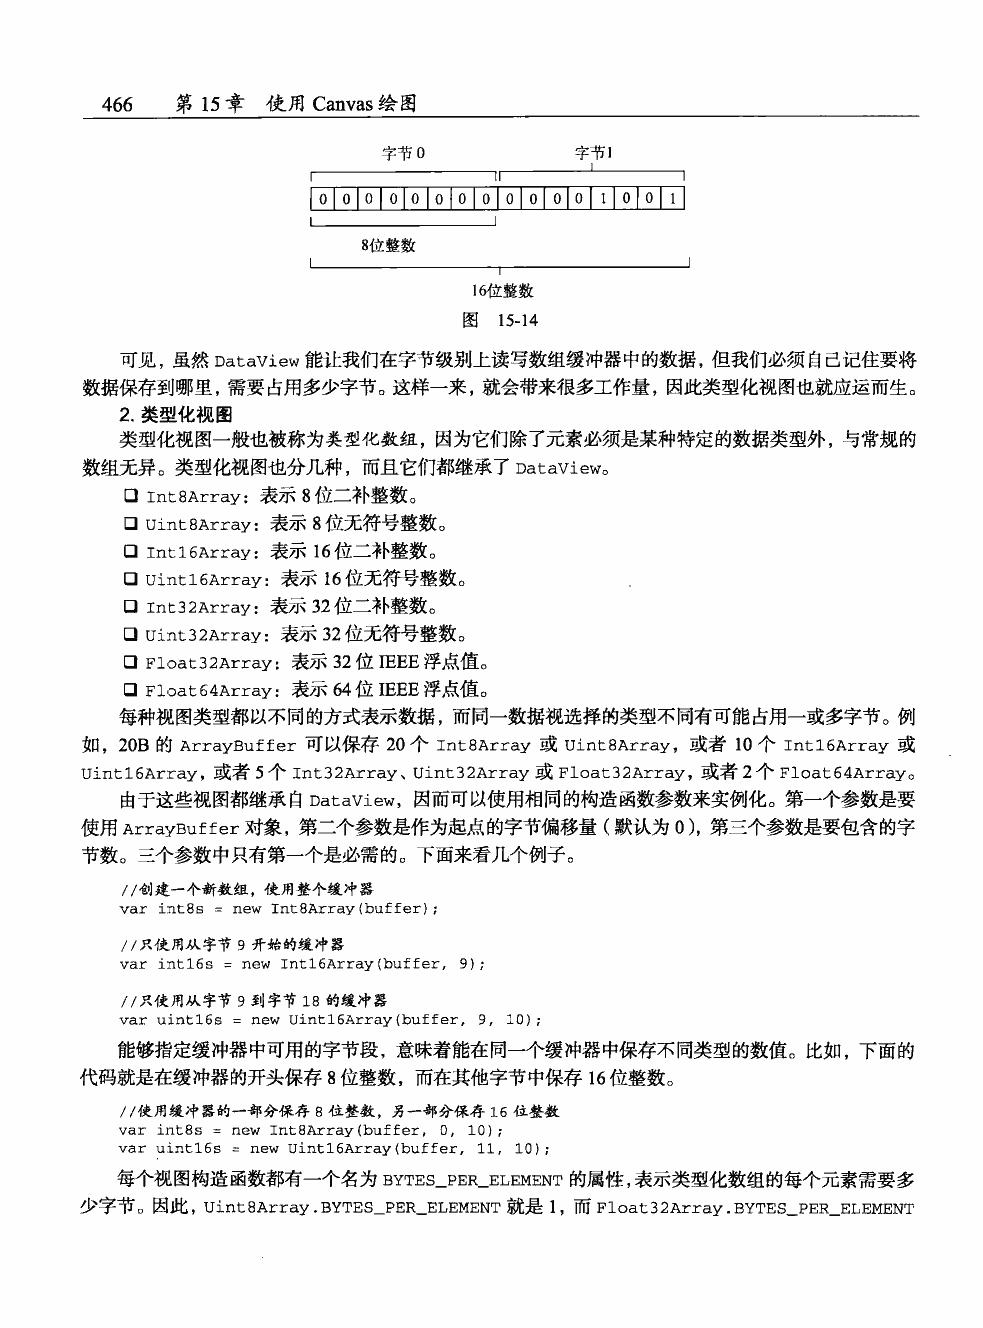 466 第 15 章 使用 Canvas 绘图
字节 0 字节1
0 0 0 0 0 0 0 0 0 0 0 0 1 0 0 1
8位整数
16位整数
图 15-14
可见，虽然 DataView 能让我们在字节级别上读写数组缓冲器中的数据，但我们必须自己记住要将
数据保存到哪里，需要占用多少字节。这样一来，就会带来很多工作量，因此类型化视图也就应运而生。
2. 类型化视图
类型化视图一般也被称为类型化数组，因为它们除了元素必须是某种特定的数据类型外，与常规的
数组无异。类型化视图也分几种，而且它们都继承了 DataView。
❑ Int8Array：表示 8 位二补整数。
❑ Uint8Array：表示 8 位无符号整数。
❑ Int16Array：表示 16 位二补整数。
❑ Uint16Array：表示 16 位无符号整数。
❑ Int32Array：表示 32 位二补整数。
❑ Uint32Array：表示 32 位无符号整数。
❑ Float32Array：表示 32 位 IEEE 浮点值。
❑ Float64Array：表示 64 位 IEEE 浮点值。
每种视图类型都以不同的方式表示数据，而同一数据视选择的类型不同有可能占用一或多字节。例
如，20B 的 ArrayBuffer 可以保存 20 个 Int8Array 或 Uint8Array，或者 10 个 Int16Array 或
Uint16Array，或者 5 个 Int32Array、Uint32Array 或 Float32Array，或者 2 个 Float64Array。
由于这些视图都继承自 DataView，因而可以使用相同的构造函数参数来实例化。第一个参数是要
使用 ArrayBuffer 对象，第二个参数是作为起点的字节偏移量（默认为 0），第三个参数是要包含的字
节数。三个参数中只有第一个是必需的。下面来看几个例子。
//创建一个新数组，使用整个缓冲器
var int8s = new Int8Array(buffer);
//只使用从字节 9 开始的缓冲器
var int16s = new Int16Array(buffer, 9);
//只使用从字节 9 到字节 18 的缓冲器
var uint16s = new Uint16Array(buffer, 9, 10);
能够指定缓冲器中可用的字节段，意味着能在同一个缓冲器中保存不同类型的数值。比如，下面的
代码就是在缓冲器的开头保存 8 位整数，而在其他字节中保存 16 位整数。
//使用缓冲器的一部分保存 8 位整数，另一部分保存 16 位整数
var int8s = new Int8Array(buffer, 0, 10);
var uint16s = new Uint16Array(buffer, 11, 10);
每个视图构造函数都有一个名为 BYTES_PER_ELEMENT 的属性，表示类型化数组的每个元素需要多
少字节。因此，Uint8Array.BYTES_PER_ELEMENT 就是 1，而 Float32Array.BYTES_PER_ELEMENT